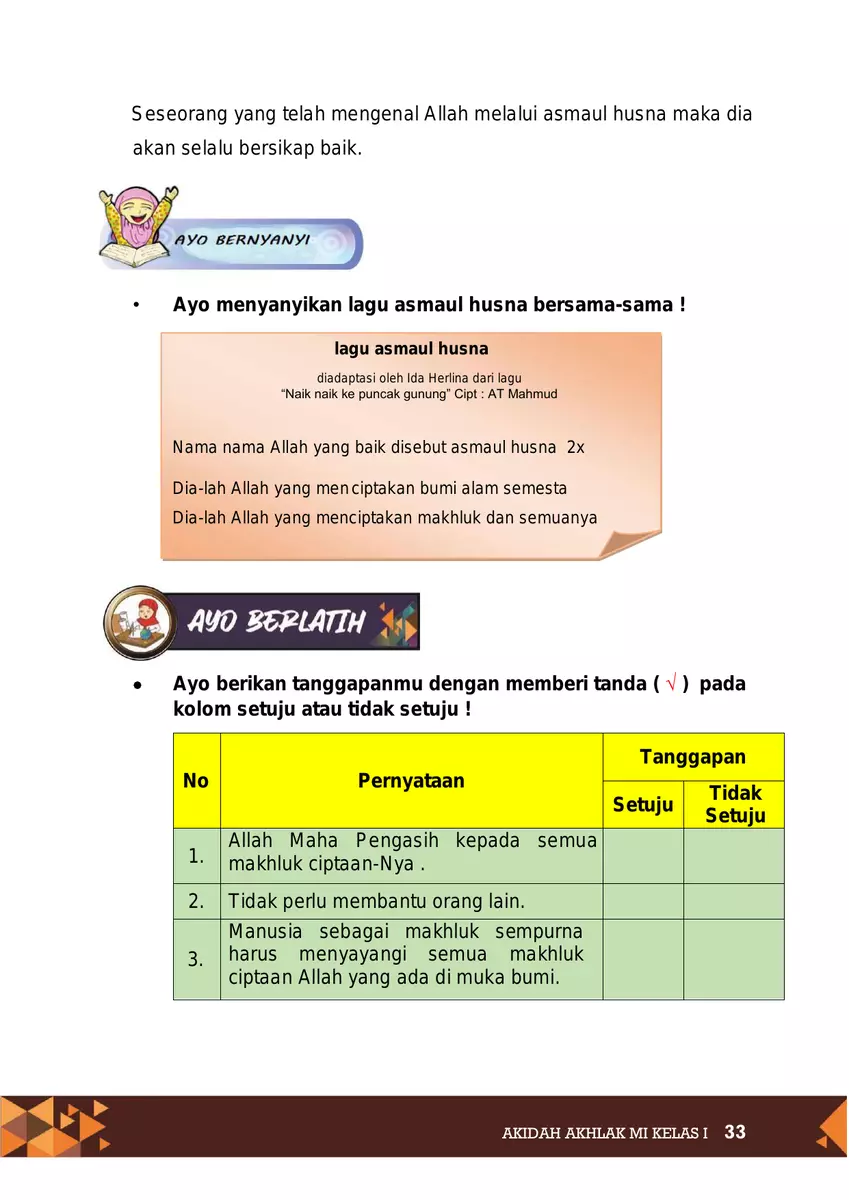 Seseorang yang telah mengenal Allah melalui asmaul husna maka dia
akan selalu bersikap baik.
AYO BERNYANYI
• Ayo menyanyikan lagu asmaul husna bersama-sama !
lagu asmaul husna
diadaptasi oleh Ida Herlina dari lagu
“Naik naik ke puncak gunung” Cipt : AT Mahmud
Nama nama Allah yang baik disebut asmaul husna 2x
Dia-lah Allah yang menciptakan bumi alam semesta
Dia-lah Allah yang menciptakan makhluk dan semuanya
AYO BERLATIH
• Ayo berikan tanggapanmu dengan memberi tanda ( √ ) pada
kolom setuju atau tidak setuju !
No Pernyataan Tanggapan
Setuju Tidak
Setuju
1. Allah Maha Pengasih kepada semua
makhluk ciptaan-Nya .
2. Tidak perlu membantu orang lain.
3. Manusia sebagai makhluk sempurna
harus menyayangi semua makhluk
ciptaan Allah yang ada di muka bumi.
AKIDAH AKHLAK MI KELAS I 33